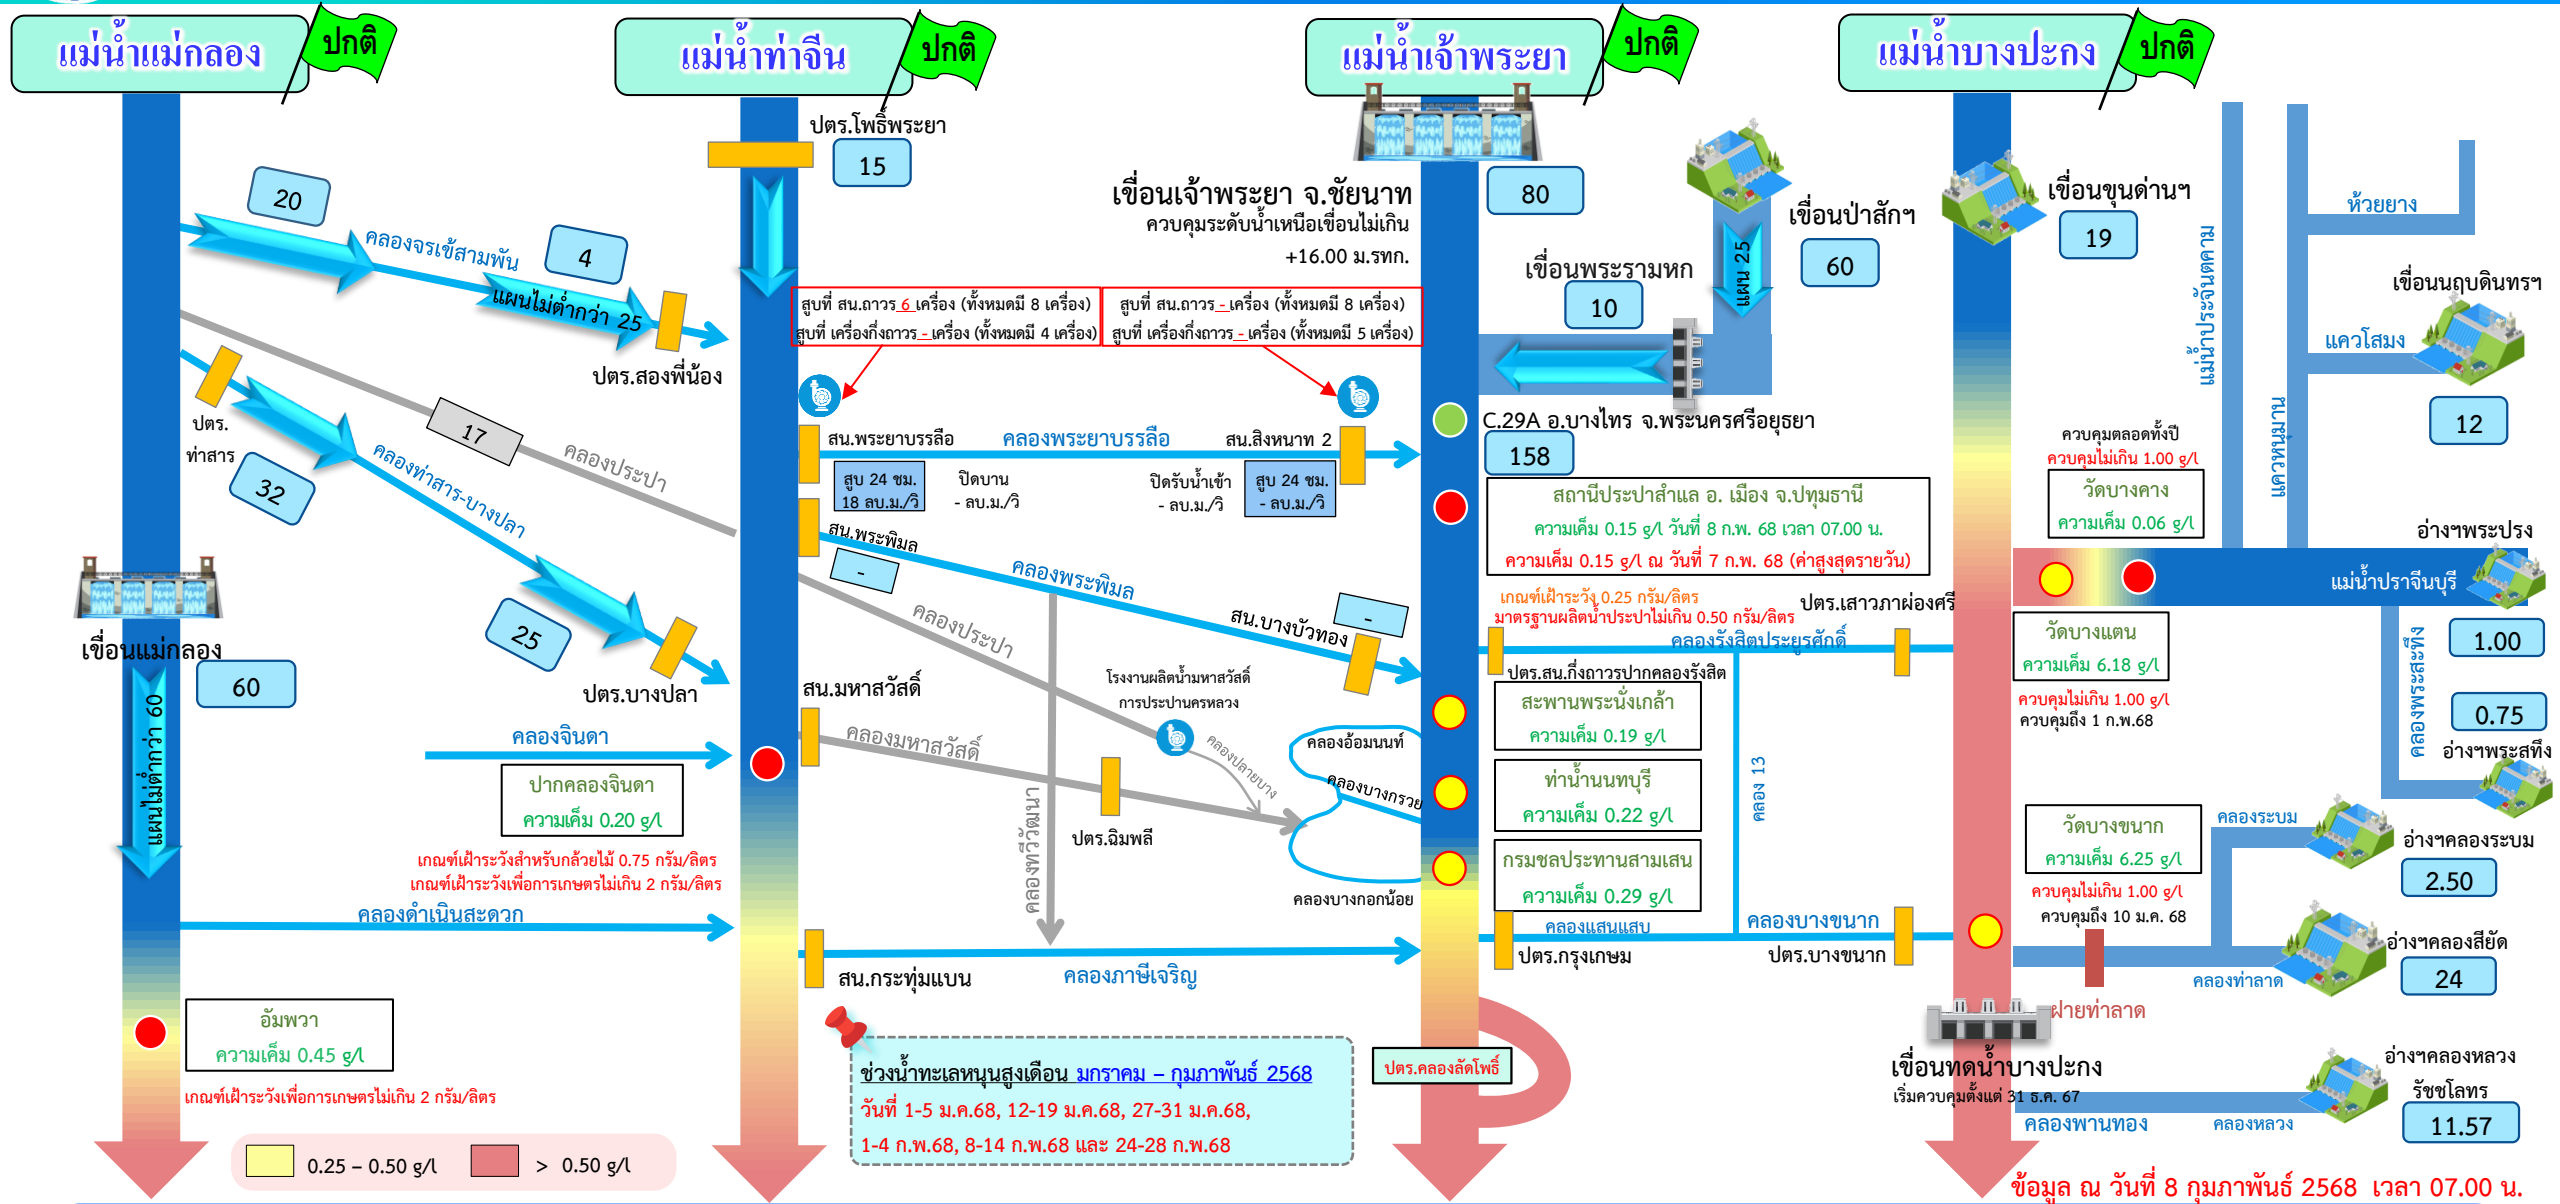 แม่น้ำแม่กลอง
ปกติ
แม่น้ำท่าจีน
ปกติ
แม่น้ำเจ้าพระยา
ปกติ
แม่น้ำบางปะกง
ปกติ
20
คลองจรเข้สามพัน
4
แผนไม่ต่ำกว่า 25
ปตร.สองพี่น้อง
ปตร.
ท่าสาร
32
17
คลองประปา
คลองท่าสาร-บางปลา
25
ปตร.บางปลา
เขื่อนแม่กลอง
60
แผนไม่ต่ำกว่า 60
คลองจินดา
ปากคลองจินดา
ความเค็ม 0.20 g/l
เกณฑ์เฝ้าระวังสำหรับกล้วยไม้ 0.75 กรัม/ลิตร
เกณฑ์เฝ้าระวังเพื่อการเกษตรไม่เกิน 2 กรัม/ลิตร
คลองดำเนินสะดวก
อัมพวา
ความเค็ม 0.45 g/l
เกณฑ์เฝ้าระวังเพื่อการเกษตรไม่เกิน 2 กรัม/ลิตร
0.25 – 0.50 g/l
> 0.50 g/l
ปตร.โพธิ์พระยา
15
สูบที่ สน.ถาวร 6 เครื่อง (ทั้งหมดมี 8 เครื่อง)
สูบที่ เครื่องกึ่งถาวร - เครื่อง (ทั้งหมดมี 4 เครื่อง)
สูบที่ สน.ถาวร - เครื่อง (ทั้งหมดมี 8 เครื่อง)
สูบที่ เครื่องกึ่งถาวร - เครื่อง (ทั้งหมดมี 5 เครื่อง)
สน.พระยาบรรลือ
คลองพระยาบรรลือ
สน.สิงหนาท 2
สูบ 24 ชม.
18 ลบ.ม./วิ
ปิดบาน
- ลบ.ม./วิ
ปิดรับน้ำเข้า
- ลบ.ม./วิ
สูบ 24 ชม.
- ลบ.ม./วิ
สน.พระพิมล
-
คลองพระพิมล
สน.บางบัวทอง
-
คลองประปา
สน.มหาสวัสดิ์
คลองมหาสวัสดิ์
โรงงานผลิตน้ำมหาสวัสดิ์
การประปานครหลวง
คลองปลายบาง
ปตร.ฉิมพลี
คลองทวีวัฒนา
คลองอ้อมนนท์
คลองบางกรวย
คลองบางกอกน้อย
สน.กระทุ่มแบน
คลองภาษีเจริญ
ช่วงน้ำทะเลหนุนสูงเดือน มกราคม – กุมภาพันธ์ 2568
วันที่ 1-5 ม.ค.68, 12-19 ม.ค.68, 27-31 ม.ค.68,
1-4 ก.พ.68, 8-14 ก.พ.68 และ 24-28 ก.พ.68
เขื่อนเจ้าพระยา จ.ชัยนาท
ควบคุมระดับน้ำเหนือเขื่อนไม่เกิน
+16.00 ม.รทก.
80
เขื่อนป่าสักฯ
60
แผน 25
เขื่อนพระรามหก
10
C.29A อ.บางไทร จ.พระนครศรีอยุธยา
158
สถานีประปาสำแล อ. เมือง จ.ปทุมธานี
ความเค็ม 0.15 g/l วันที่ 8 ก.พ. 68 เวลา 07.00 น.
ความเค็ม 0.15 g/l ณ วันที่ 7 ก.พ. 68 (ค่าสูงสุดรายวัน)
เกณฑ์เฝ้าระวัง 0.25 กรัม/ลิตร
มาตรฐานผลิตน้ำประปาไม่เกิน 0.50 กรัม/ลิตร
ปตร.เสาวภาผ่องศรี
คลองรังสิตประยูรศักดิ์
ปตร.สน.กึ่งถาวรปากคลองรังสิต
สะพานพระนั่งเกล้า
ความเค็ม 0.19 g/l
ท่าน้ำนนทบุรี
ความเค็ม 0.22 g/l
กรมชลประทานสามเสน
ความเค็ม 0.29 g/l
คลอง 13
คลองแสนแสบ
คลองบางขนาก
ปตร.กรุงเกษม
ปตร.บางขนาก
ปตร.คลองลัดโพธิ์
เขื่อนขุนด่านฯ
19
แม่น้ำประจันตคาม
แควหนุมาน
ห้วยยาง
เขื่อนนฤบดินทรฯ
แควโสมง
12
ควบคุมตลอดทั้งปี
ควบคุมไม่เกิน 1.00 g/l
วัดบางคาง
ความเค็ม 0.06 g/l
อ่างฯพระปรง
แม่น้ำปราจีนบุรี
1.00
วัดบางแตน
ความเค็ม 6.18 g/l
ควบคุมไม่เกิน 1.00 g/l
ควบคุมถึง 1 ก.พ.68
คลองพระสะทึง
0.75
อ่างฯพระสทึง
วัดบางขนาก
ความเค็ม 6.25 g/l
ควบคุมไม่เกิน 1.00 g/l
ควบคุมถึง 10 ม.ค. 68
คลองระบม
อ่างฯคลองระบม
2.50
อ่างฯคลองสียัด
24
คลองท่าลาด
ฝายท่าลาด
เขื่อนทดน้ำบางปะกง
เริ่มควบคุมตั้งแต่ 31 ธ.ค. 67
อ่างฯคลองหลวง
รัชชโลทร
11.57
คลองพานทอง
คลองหลวง
ข้อมูล ณ วันที่ 8 กุมภาพันธ์ 2568 เวลา 07.00 น.